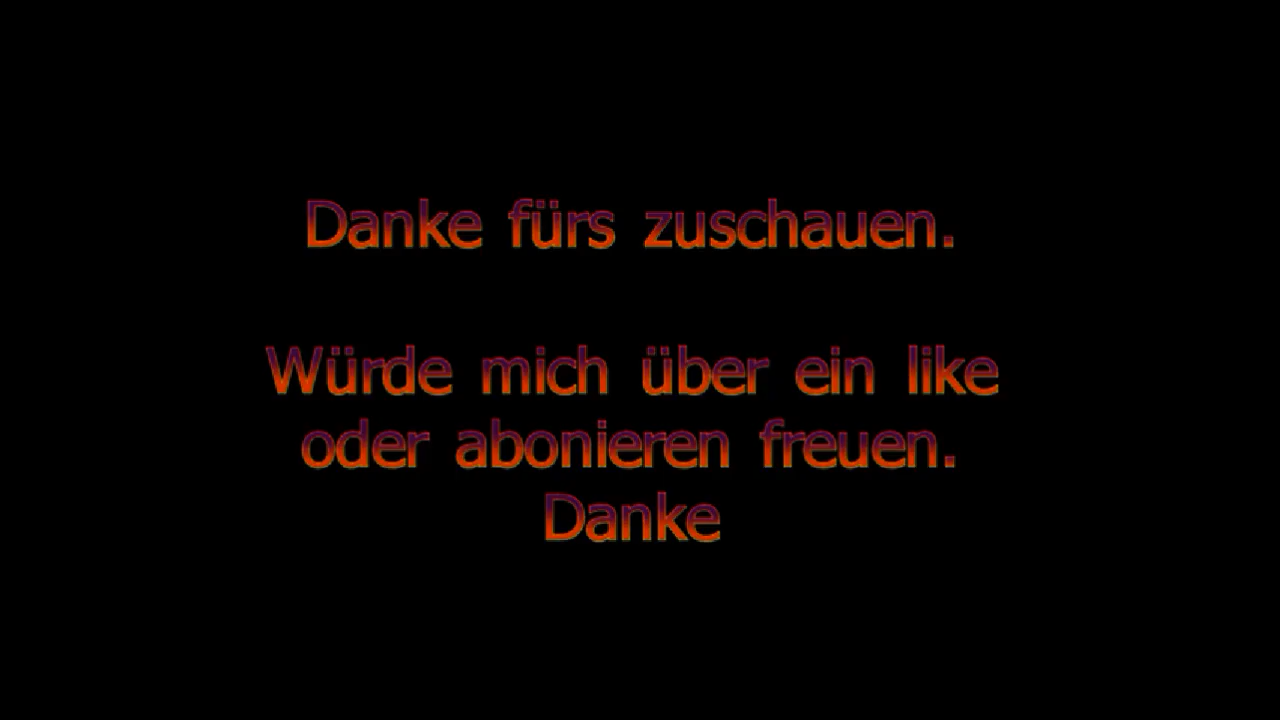 Danke fürs zuschauen.
Würde mich über ein like
oder abonieren freuen.
Danke